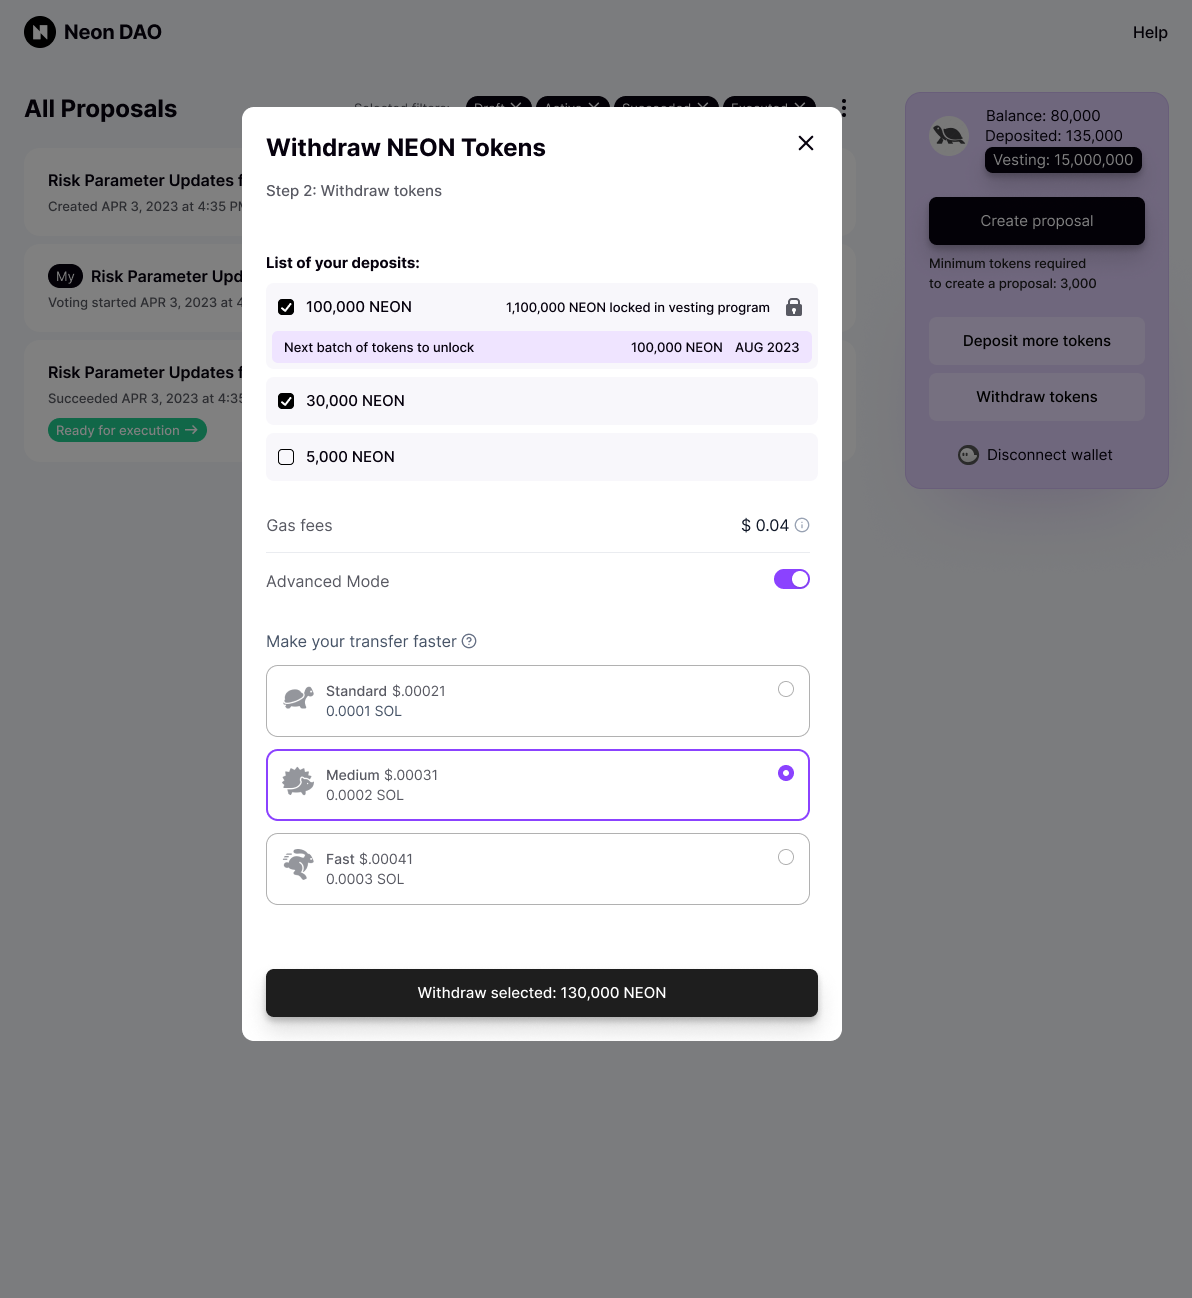 Neon DAO
Help
All Proposals
Selected filters:
Draft
Active
Succeeded
Executed
Risk Parameter Updates f
Created APR 3, 2023 at 4:35 PM
My
Risk Parameter Upd
Voting started APR 3, 2023 at 4
Risk Parameter Updates f
Succeeded APR 3, 2023 at 4:35
Ready for execution →
Withdraw NEON Tokens
Step 2: Withdraw tokens
List of your deposits:
100,000 NEON
1,100,000 NEON locked in vesting program
Next batch of tokens to unlock
100,000 NEON
AUG 2023
30,000 NEON
5,000 NEON
Gas fees
$ 0.04
Advanced Mode
Make your transfer faster
Standard $.00021
0.0001 SOL
Medium $.00031
0.0002 SOL
Fast $.00041
0.0003 SOL
Withdraw selected: 130,000 NEON
Balance: 80,000
Deposited: 135,000
Vesting: 15,000,000
Create proposal
Minimum tokens required
to create a proposal: 3,000
Deposit more tokens
Withdraw tokens
Disconnect wallet